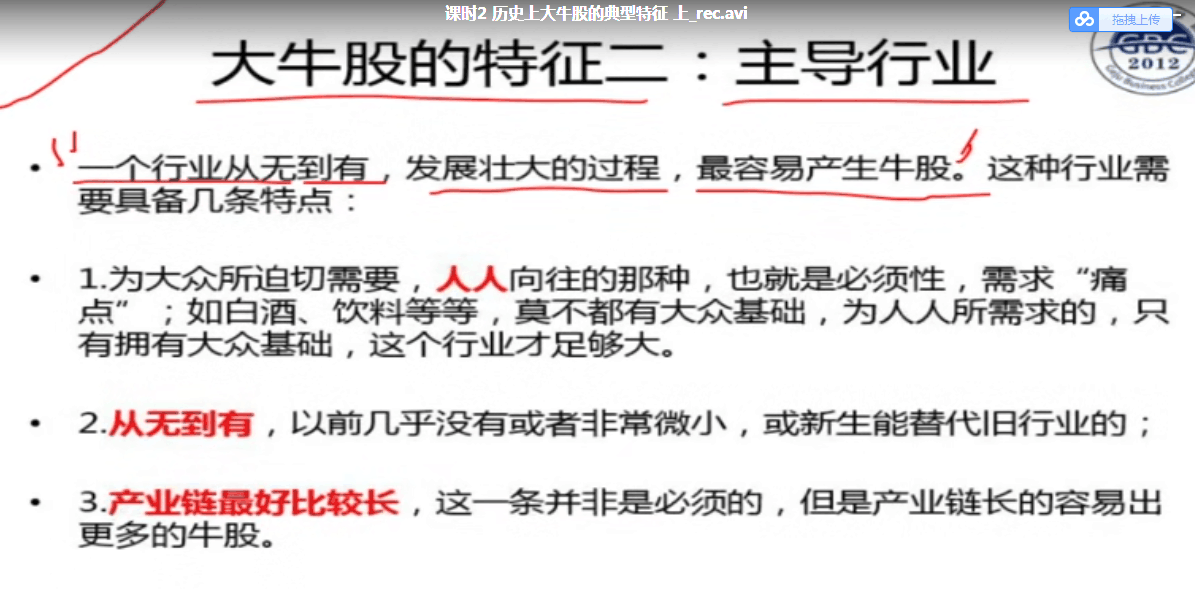 课时2 历史上大牛股的典型特征 上_rec.avi
拖拽上传
大牛股的特征二：主导行业
GBC
2012
Geju Business College
• 一个行业从无到有，发展壮大的过程，最容易产生牛股。这种行业需
要具备几条特点：
• 1.为大众所迫切需要，人人向往的那种，也就是必须性，需求“痛
点”；如白酒、饮料等等，莫不都有大众基础，为人人所需求的，只
有拥有大众基础，这个行业才足够大。
• 2.从无到有，以前几乎没有或者非常微小，或新生能替代旧行业的；
• 3.产业链最好比较长，这一条并非是必须的，但是产业链长的容易出
更多的牛股。